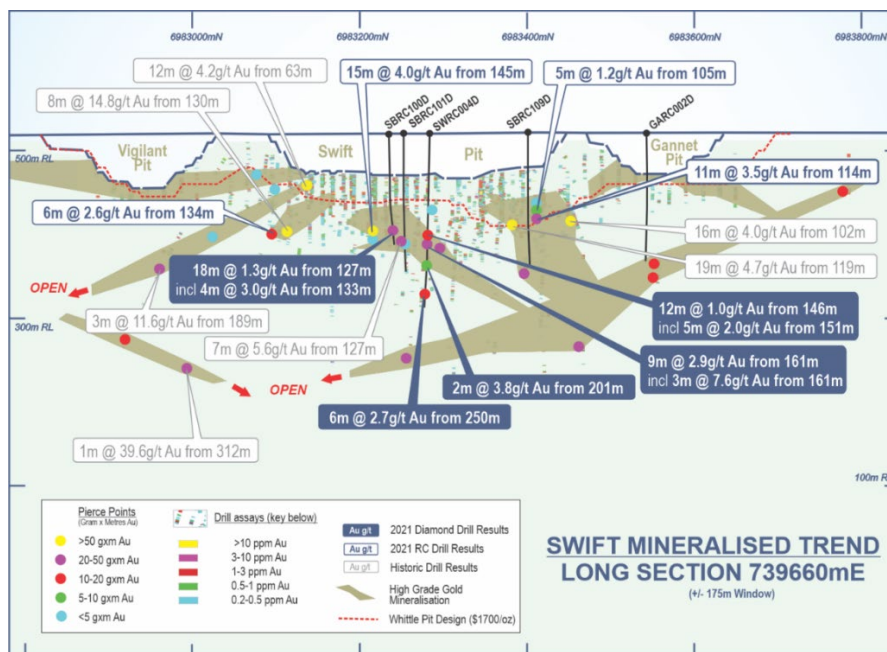 6983000mN
6983200mN
6983400mN
6983600mN
6983800mN
12m @ 4.2g/t Au from 63m
15m @ 4.0g/t Au from 145m
5m @ 1.2g/t Au from 105m
8m @ 14.8g/t Au from 130m
SBRC100D
SBRC101D
SWRC004D
SBRC109D
GARC002D
500m RL
Vigilant
Pit
Swift
Pit
Gannet
Pit
11m @ 3.5g/t Au from 114m
6m @ 2.6g/t Au from 134m
16m @ 4.0g/t Au from 102m
18m @ 1.3g/t Au from 127m
incl 4m @ 3.0g/t Au from 133m
19m @ 4.7g/t Au from 119m
OPEN
300m RL
3m @ 11.6g/t Au from 189m
12m @ 1.0g/t Au from 146m
incl 5m @ 2.0g/t Au from 151m
7m @ 5.6g/t Au from 127m
9m @ 2.9g/t Au from 161m
incl 3m @ 7.6g/t Au from 161m
OPEN
2m @ 3.8g/t Au from 201m
6m @ 2.7g/t Au from 250m
1m @ 39.6g/t Au from 312m
100m RL
Pierce Points
(Gram x Metres Au)
>50 gxm Au
20-50 gxm Au
10-20 gxm Au
5-10 gxm Au
<5 gxm Au
Drill assays (key below)
>10 ppm Au
3-10 ppm Au
1-3 ppm Au
0.5-1 ppm Au
0.2-0.5 ppm Au
Au g/t 2021 Diamond Drill Results
Au g/t 2021 RC Drill Results
Au g/t Historic Drill Results
High Grade Gold
Mineralisation
Whittle Pit Design ($1700/oz)
SWIFT MINERALISED TREND
LONG SECTION 739660mE
(+/- 175m Window)